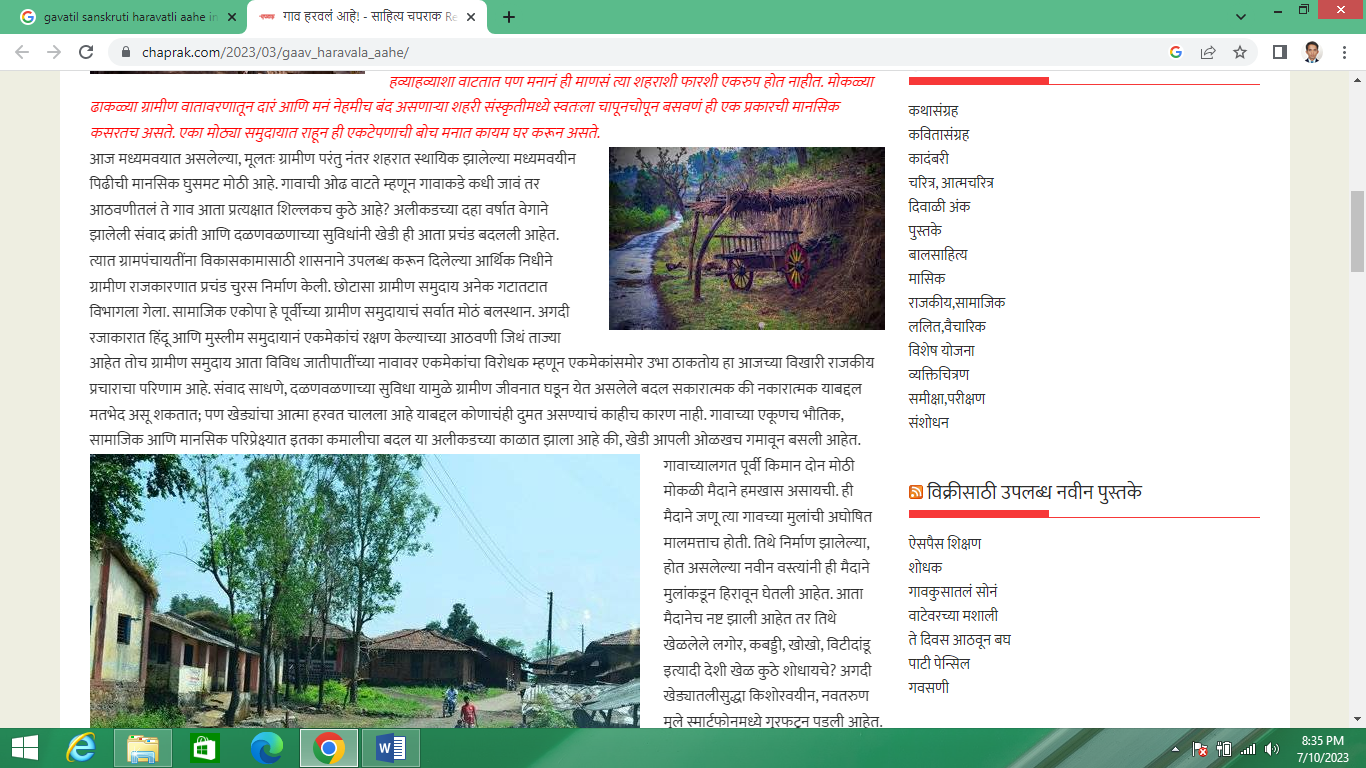 gavatil sanskruti haravatli aahe in
गाव हरवलं आहे! - साहित्य चपराक Re
chaprak.com/2023/03/gaav_haravala_aahe/
हव्याहव्याशा वाटतात पण मनानं ही माणसं त्या शहराशी फारशी एकरुप होत नाहीत. मोकळ्या
ढाकळ्या ग्रामीण वातावरणातून दारं आणि मनं नेहमीच बंद असणाऱ्या शहरी संस्कृतीमध्ये स्वतःला चापूनचोपून बसवणं ही एक प्रकारची मानसिक
कसरतच असते. एका मोठ्या समुदायात राहून ही एकटेपणाची बोच मनात कायम घर करून असते.
आज मध्यमवयात असलेल्या, मूलतः ग्रामीण परंतु नंतर शहरात स्थायिक झालेल्या मध्यमवयीन
पिढीची मानसिक घुसमट मोठी आहे. गावाची ओढ वाटते म्हणून गावाकडे कधी जावं तर
आठवणीतलं ते गाव आता प्रत्यक्षात शिल्लकच कुठे आहे? अलीकडच्या दहा वर्षात वेगाने
झालेली संवाद क्रांती आणि दळणवळणाच्या सुविधांनी खेडी ही आता प्रचंड बदलली आहेत.
त्यात ग्रामपंचायतींना विकासकामासाठी शासनाने उपलब्ध करून दिलेल्या आर्थिक निधीने
ग्रामीण राजकारणात प्रचंड चुरस निर्माण केली. छोटासा ग्रामीण समुदाय अनेक गटातटात
विभागला गेला. सामाजिक एकोपा हे पूर्वीच्या ग्रामीण समुदायाचं सर्वात मोठं बलस्थान. अगदी
रजाकारात हिंदू आणि मुस्लीम समुदायानं एकमेकांचं रक्षण केल्याच्या आठवणी जिथं ताज्या
आहेत तोच ग्रामीण समुदाय आता विविध जातीपातींच्या नावावर एकमेकांचा विरोधक म्हणून एकमेकांसमोर उभा ठाकतोय हा आजच्या विखारी राजकीय
प्रचाराचा परिणाम आहे. संवाद साधणे, दळणवळणाच्या सुविधा यामुळे ग्रामीण जीवनात घडून येत असलेले बदल सकारात्मक की नकारात्मक याबद्दल
मतभेद असू शकतात; पण खेड्यांचा आत्मा हरवत चालला आहे याबद्दल कोणाचंही दुमत असण्याचं काहीच कारण नाही. गावाच्या एकूणच भौतिक,
सामाजिक आणि मानसिक परिप्रेक्ष्यात इतका कमालीचा बदल या अलीकडच्या काळात झाला आहे की, खेडी आपली ओळखच गमावून बसली आहेत.
गावाच्यालगत पूर्वी किमान दोन मोठी
मोकळी मैदाने हमखास असायची. ही
मैदाने जणू त्या गावच्या मुलांची अघोषित
मालमत्ताच होती. तिथे निर्माण झालेल्या,
होत असलेल्या नवीन वस्त्यांनी ही मैदाने
मुलांकडून हिरावून घेतली आहेत. आता
मैदानेच नष्ट झाली आहेत तर तिथे
खेळलेले लगोर, कबड्डी, खोखो, विटीदांडू
इत्यादी देशी खेळ कुठे शोधायचे? अगदी
खेड्यातलीसुद्धा किशोरवयीन, नवतरुण
मुले स्मार्टफोनमध्ये गुरफटून पडली आहेत.
कथासंग्रह
कवितासंग्रह
कादंबरी
चरित्र, आत्मचरित्र
दिवाळी अंक
पुस्तके
बालसाहित्य
मासिक
राजकीय,सामाजिक
ललित,वैचारिक
विशेष योजना
व्यक्तिचित्रण
समीक्षा,परीक्षण
संशोधन
विक्रीसाठी उपलब्ध नवीन पुस्तके
ऐसपैस शिक्षण
शोधक
गावकुसातलं सोनं
वाटेवरच्या मशाली
ते दिवस आठवून बघ
पाटी पेन्सिल
गवसणी
8:35 PM
7/10/2023